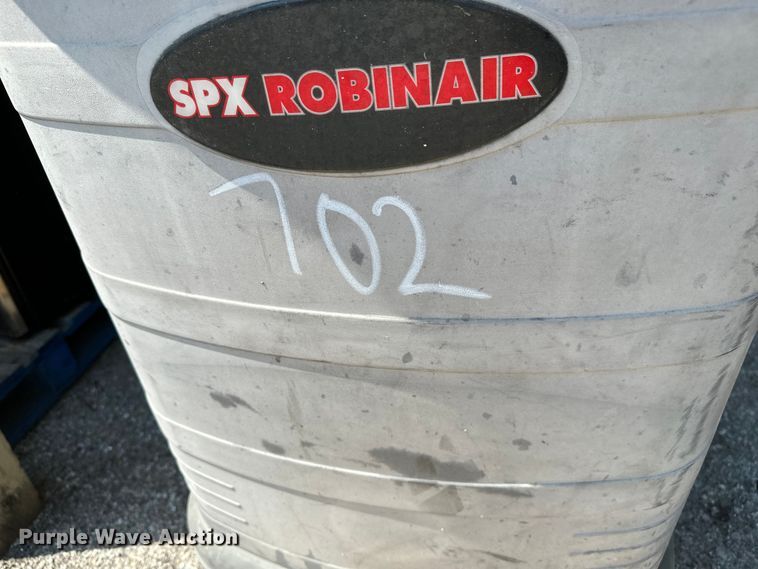 SPX ROBINAIR
702
Purple Wave Auction®